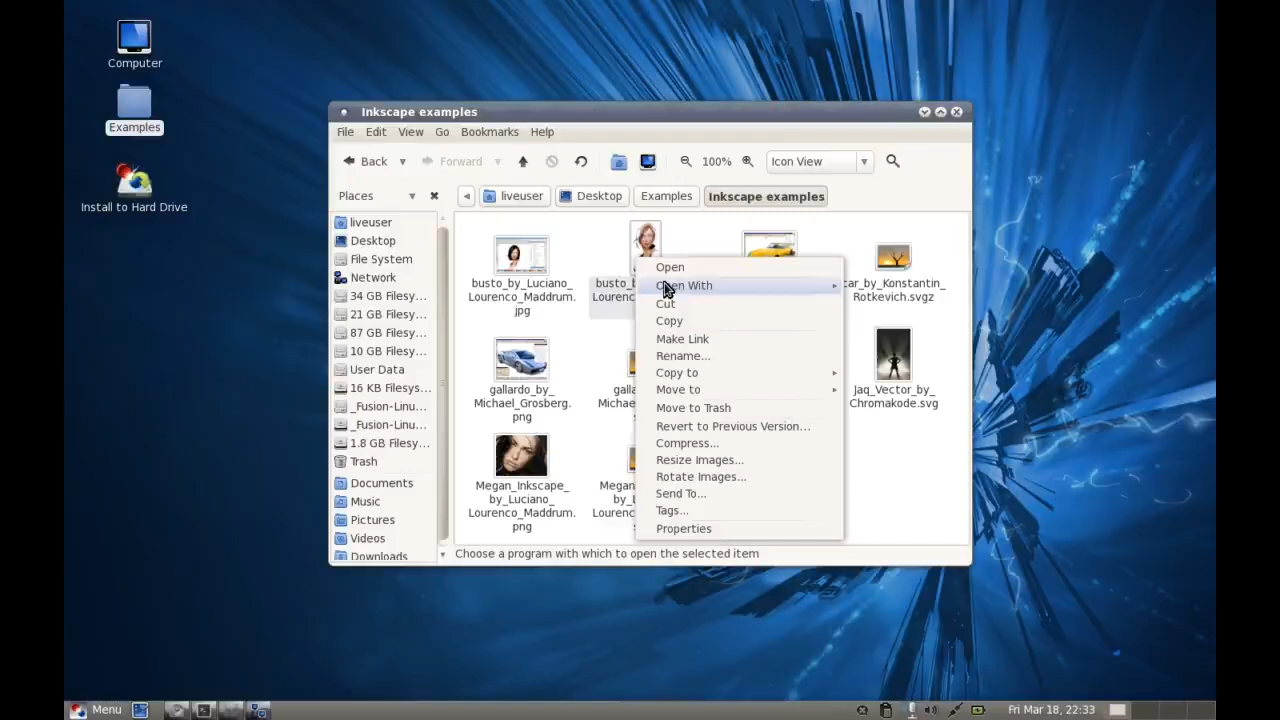 Computer
Examples
Install to Hard Drive
Inkscape examples
File Edit View Go Bookmarks Help
Back Forward 100% Icon View
Places liveuser Desktop Examples Inkscape examples
liveuser
Desktop
File System
Network
34 GB Filesy...
21 GB Filesy...
87 GB Filesy...
10 GB Filesy...
User Data
16 KB Filesys...
_Fusion-Linu...
_Fusion-Linu...
1.8 GB Filesy...
Trash
Documents
Music
Pictures
Videos
Downloads
busto_by_Luciano_
Lourenco_Maddrum.
jpg
car_by_Konstantin_
Rotkevich.svgz
gallardo_by_
Michael_Grosberg.
png
Jaq_Vector_by_
Chromakode.svg
Megan_Inkscape_
by_Luciano_
Lourenco_Maddrum.
png
Open
Open With
Cut
Copy
Make Link
Rename...
Copy to
Move to
Move to Trash
Revert to Previous Version...
Compress...
Resize Images...
Rotate Images...
Send To...
Tags...
Properties
Choose a program with which to open the selected item
Menu Fri Mar 18, 22:33